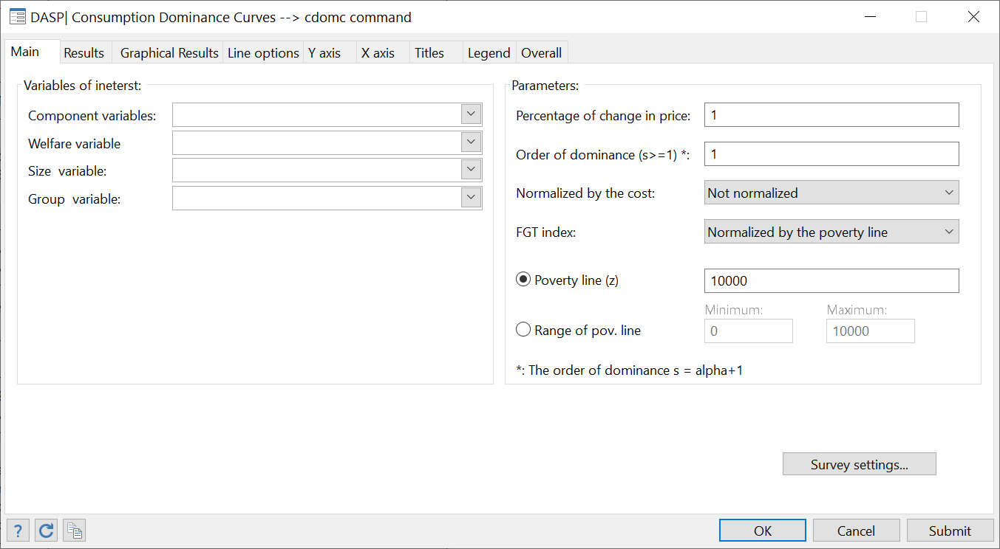 DASP| Consumption Dominance Curves --> cdomc command
Main Results Graphical Results Line options Y axis X axis Titles Legend Overall
Variables of ineterst:
Component variables:
Welfare variable
Size variable:
Group variable:
Parameters:
Percentage of change in price: 1
Order of dominance (s>=1) *: 1
Normalized by the cost: Not normalized
FGT index: Normalized by the poverty line
Poverty line (z) 10000
Minimum: Maximum:
Range of pov. line 0 10000
*: The order of dominance s = alpha+1
Survey settings...
? OK Cancel Submit